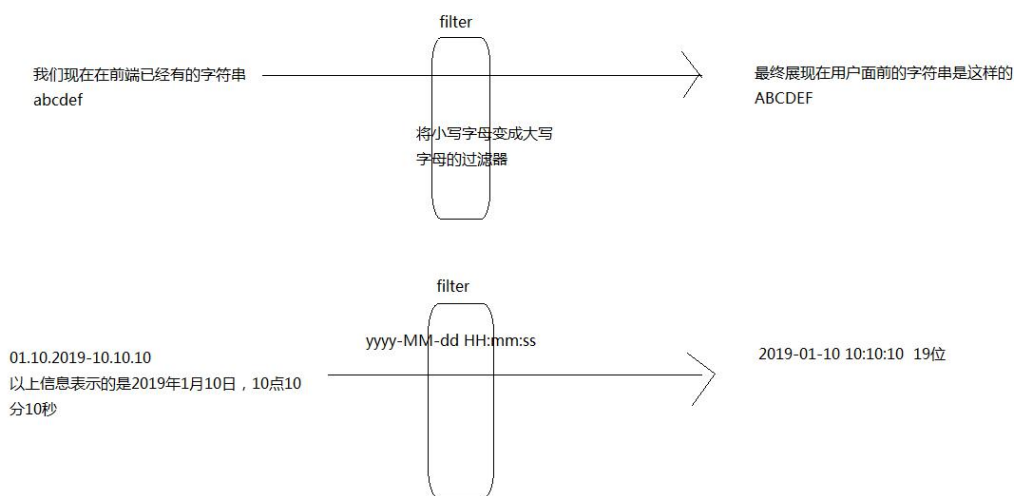 filter
我们现在在前端已经有的字符串
abcdef
最终展现在用户面前的字符串是这样的
ABCDEF
将小写字母变成大写
字母的过滤器
filter
yyyy-MM-dd HH:mm:ss
01.10.2019-10.10.10
以上信息表示的是2019年1月10日，10点10
分10秒
2019-01-10 10:10:10 19位